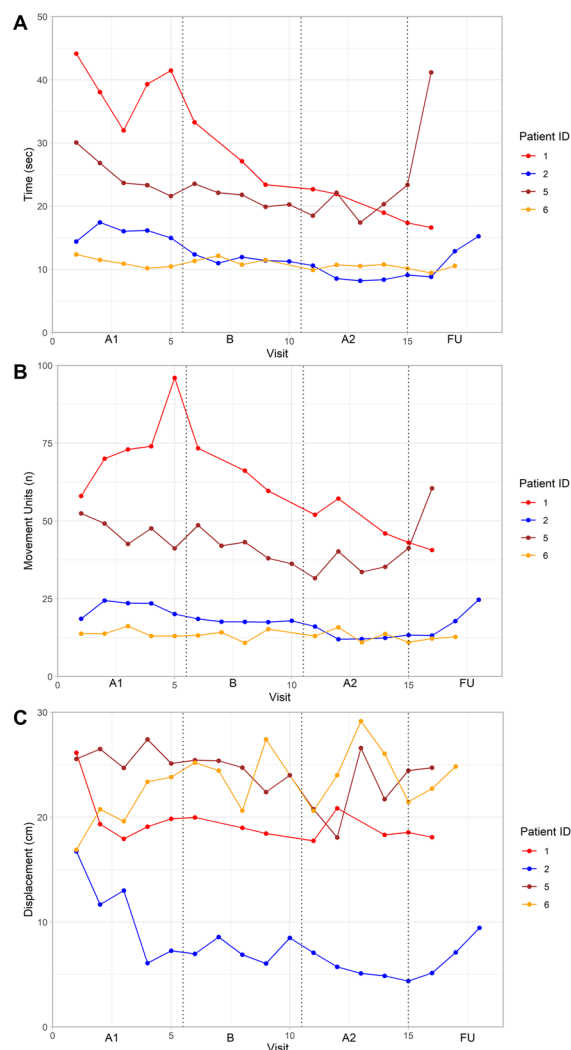 A
50
40
30
20
10
0
Time (sec)
0 5 10 15
A1 B A2 FU
Visit
Patient ID
1
2
5
6
B
100
75
50
25
0
Movement Units (n)
0 5 10 15
A1 B A2 FU
Visit
Patient ID
1
2
5
6
C
30
20
10
0
Displacement (cm)
0 5 10 15
A1 B A2 FU
Visit
Patient ID
1
2
5
6